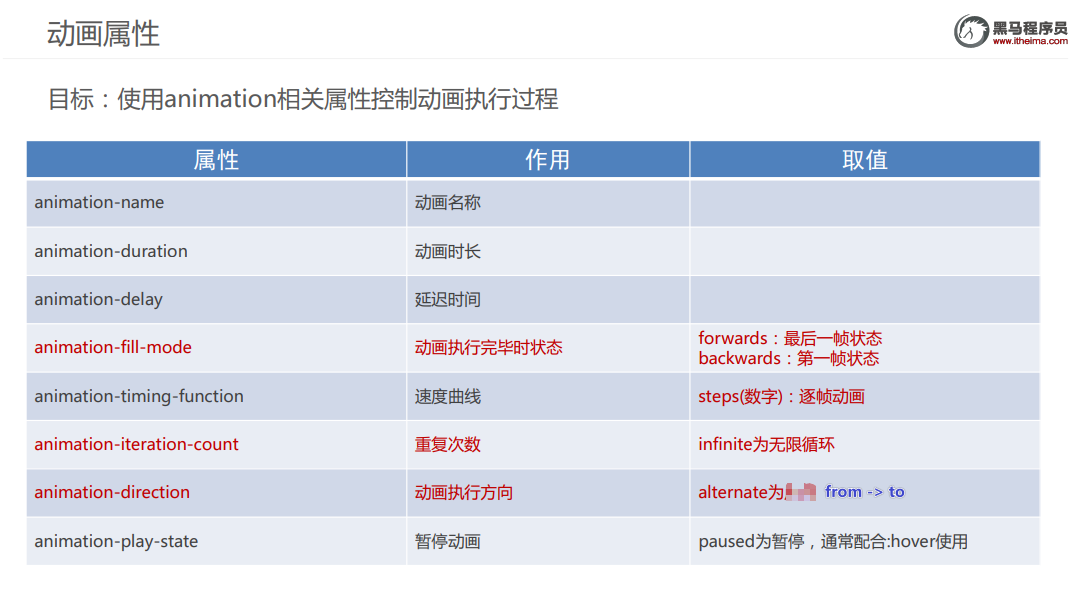 动画属性
黑马程序员
www.itheima.com
目标：使用animation相关属性控制动画执行过程
属性 作用 取值
animation-name 动画名称
animation-duration 动画时长
animation-delay 延迟时间
animation-fill-mode 动画执行完毕时状态 forwards：最后一帧状态
backwards：第一帧状态
animation-timing-function 速度曲线 steps(数字)：逐帧动画
animation-iteration-count 重复次数 infinite为无限循环
animation-direction 动画执行方向 alternate为 from -> to
animation-play-state 暂停动画 paused为暂停，通常配合:hover使用